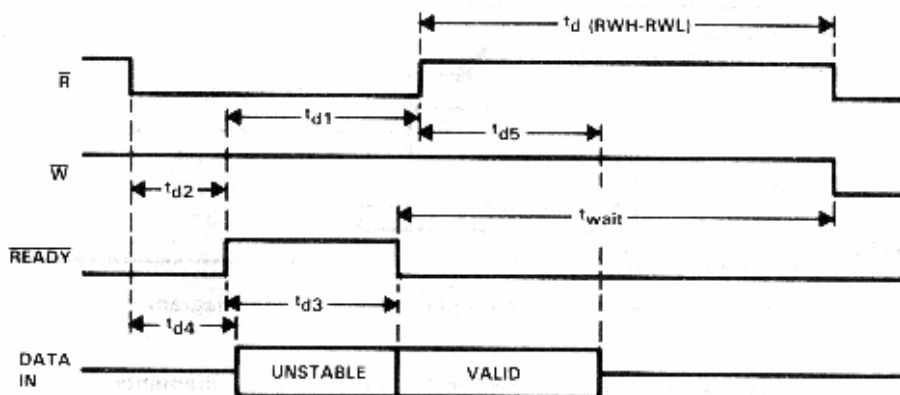 td (RWH-RWL)
R
td1
td5
W
td2
twait
READY
td3
td4
DATA
IN
UNSTABLE
VALID